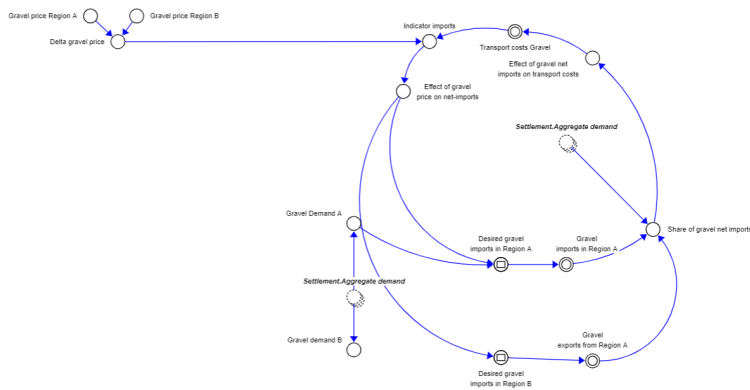 Gravel price Region A
Gravel price Region B
Delta gravel price
Indicator imports
Transport costs Gravel
Effect of gravel net
imports on transport costs
Effect of gravel
price on net-imports
Settlement.Aggregate demand
Gravel Demand A
Desired gravel
imports in Region A
Gravel
imports in Region A
Share of gravel net imports
Settlement.Aggregate demand
Gravel demand B
Gravel
exports from Region A
Desired gravel
imports in Region B